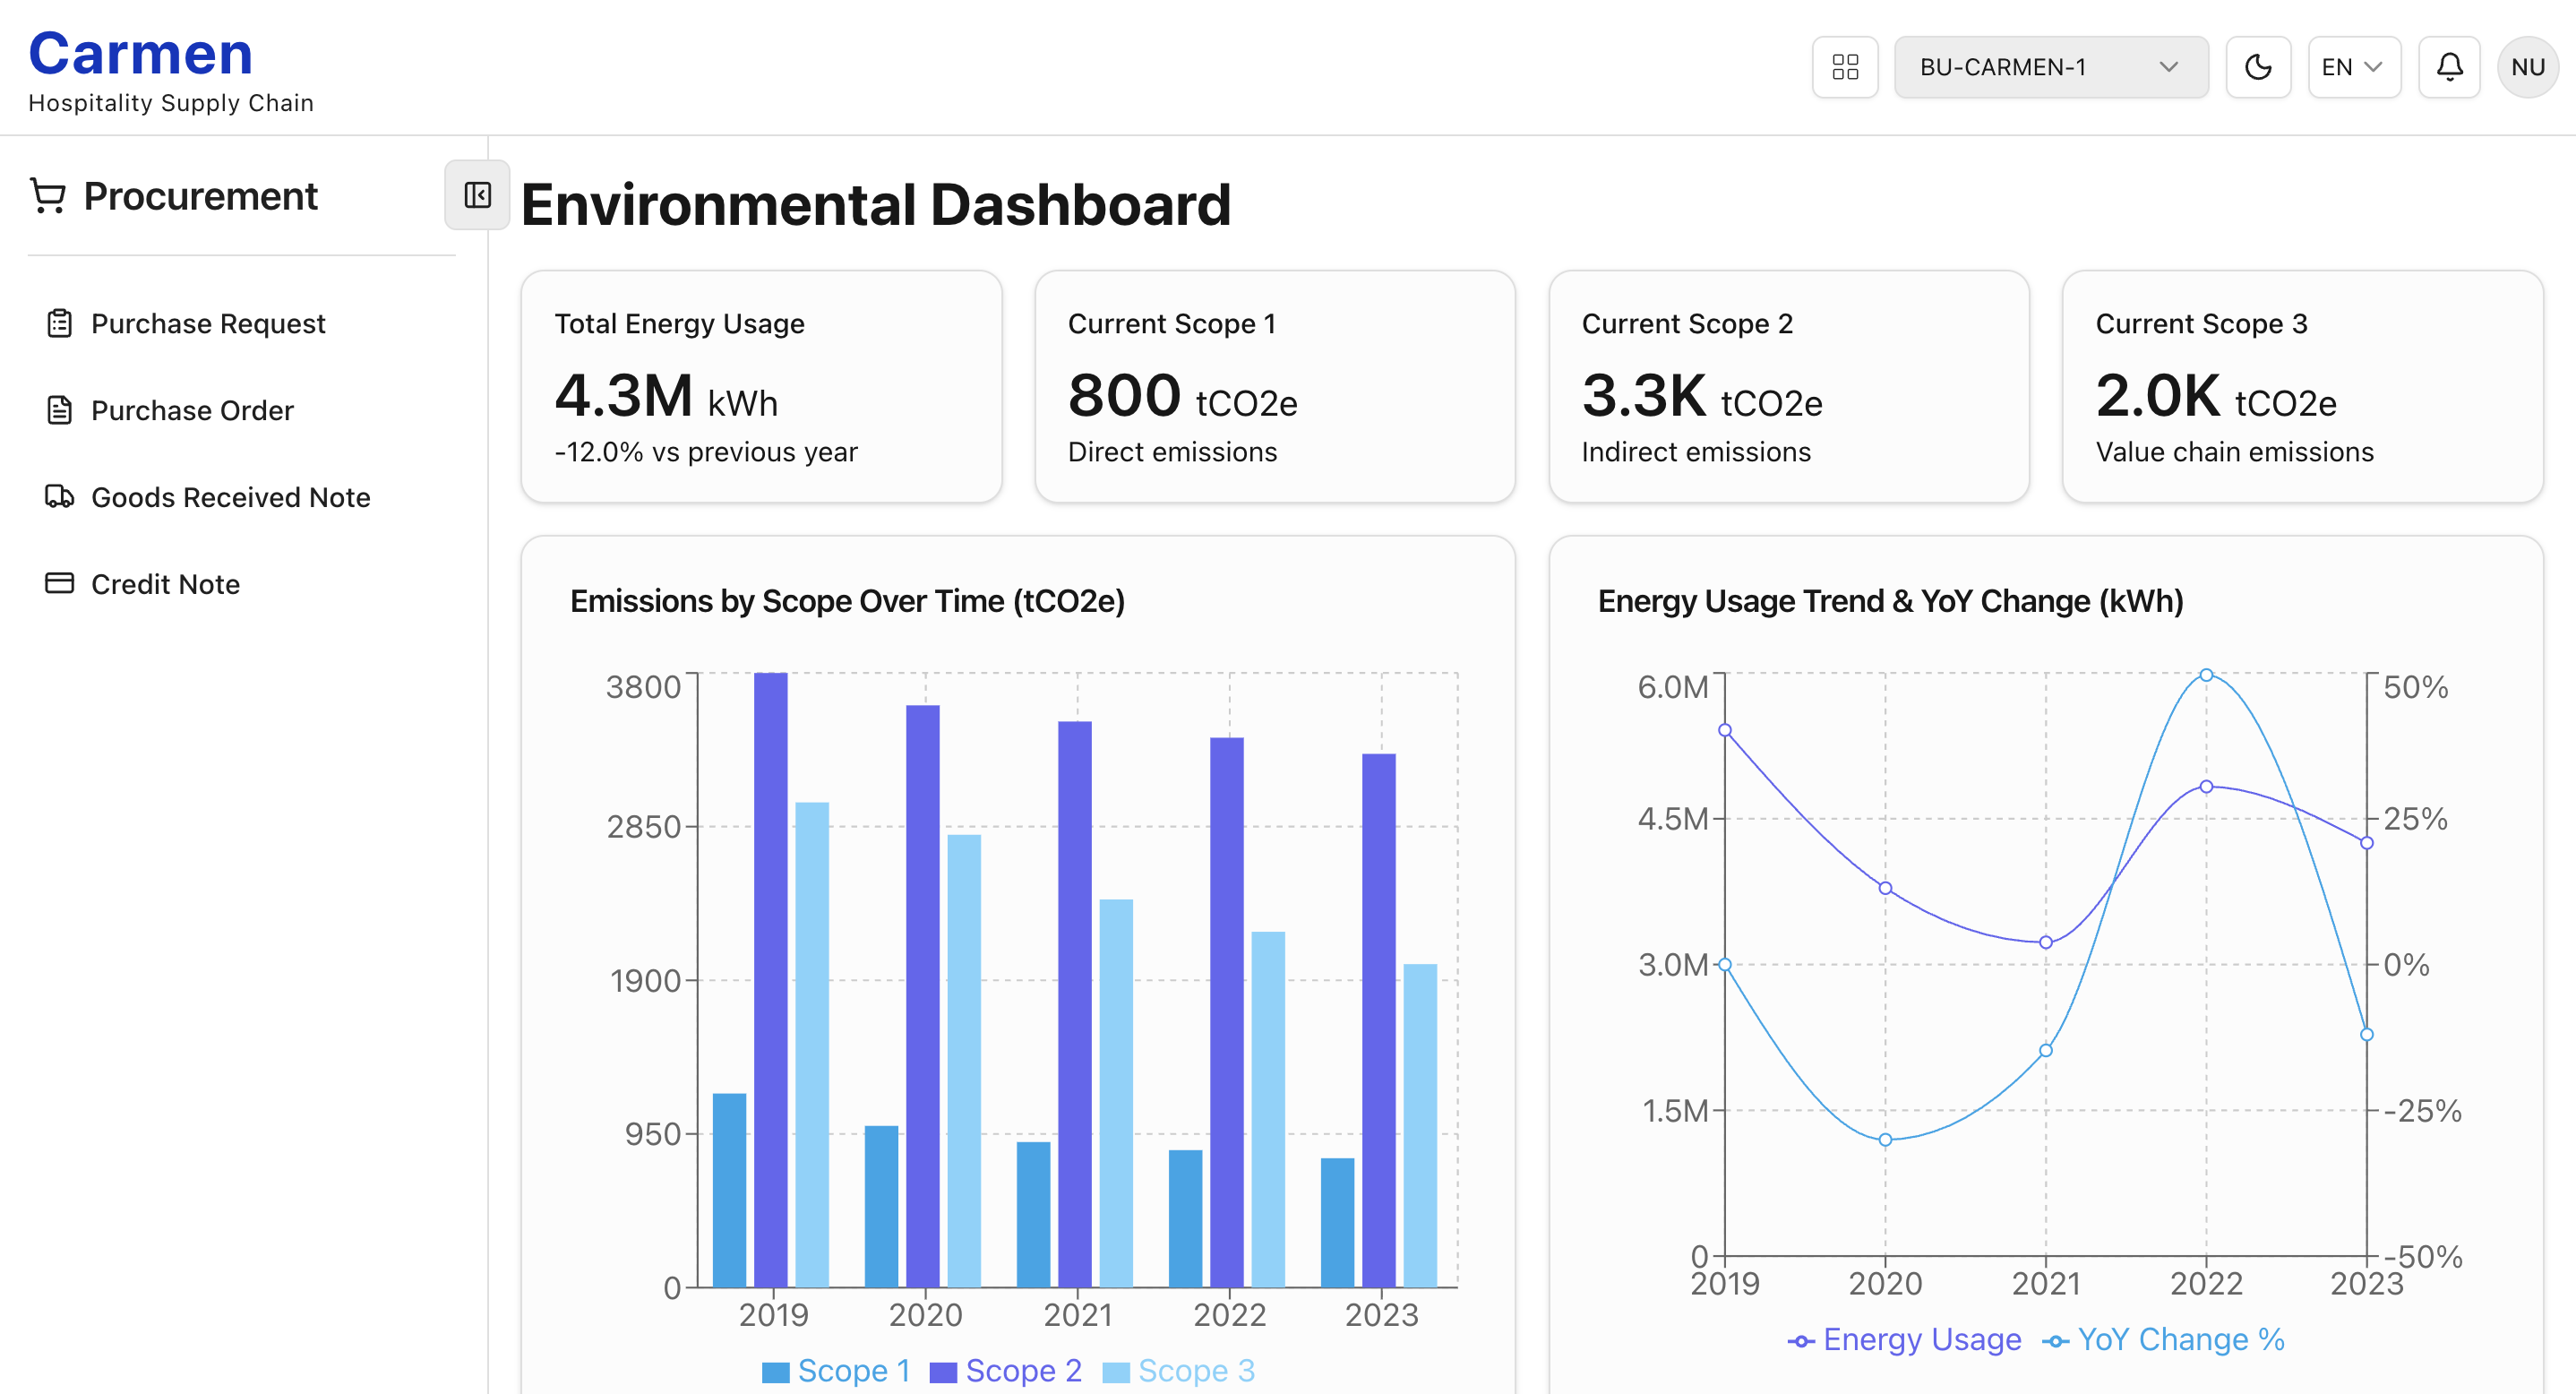 Carmen
Hospitality Supply Chain
BU-CARMEN-1
EN
NU
Procurement
Purchase Request
Purchase Order
Goods Received Note
Credit Note
Environmental Dashboard
Total Energy Usage
4.3M kWh
-12.0% vs previous year
Current Scope 1
800 tCO2e
Direct emissions
Current Scope 2
3.3K tCO2e
Indirect emissions
Current Scope 3
2.0K tCO2e
Value chain emissions
Emissions by Scope Over Time (tCO2e)
3800
2850
1900
950
0
2019 2020 2021 2022 2023
Scope 1 Scope 2 Scope 3
Energy Usage Trend & YoY Change (kWh)
6.0M 50%
4.5M 25%
3.0M 0%
1.5M -25%
0 -50%
2019 2020 2021 2022 2023
Energy Usage YoY Change %